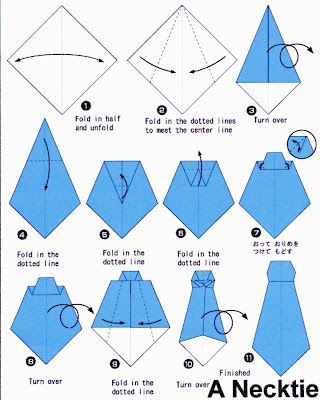 1
Fold in half
and unfold
2
Fold in the dotted lines
to meet the center line
3
Turn over
4
Fold in the
dotted line
5
Fold in the
dotted line
6
Fold in the
dotted line
7
おって おりめを
つけて もどす
8
Turn over
9
Fold in the
dotted line
10
Turn over
11
Finished
A Necktie